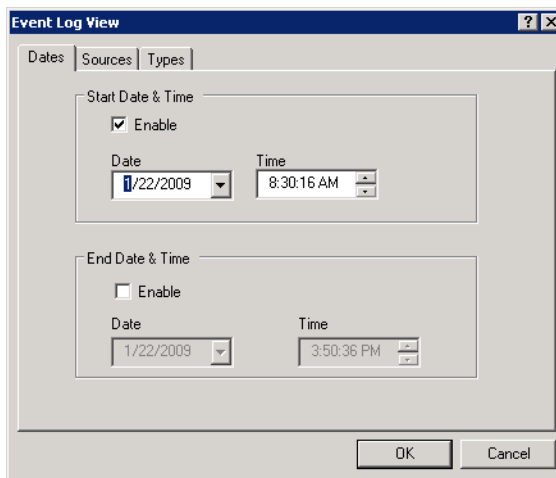 Event Log View
Dates Sources Types
Start Date & Time
Enable
Date Time
1/22/2009 8:30:16 AM
End Date & Time
Enable
Date Time
1/22/2009 3:50:36 PM
OK Cancel